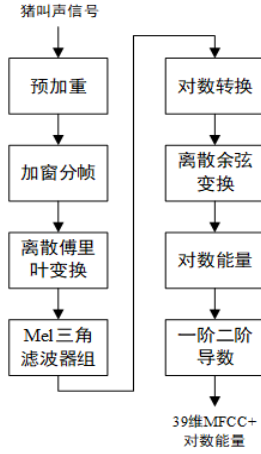 猪叫声信号
预加重
加窗分帧
离散傅里
叶变换
Mel三角
滤波器组
对数转换
离散余弦
变换
对数能量
一阶二阶
导数
39维MFCC+
对数能量